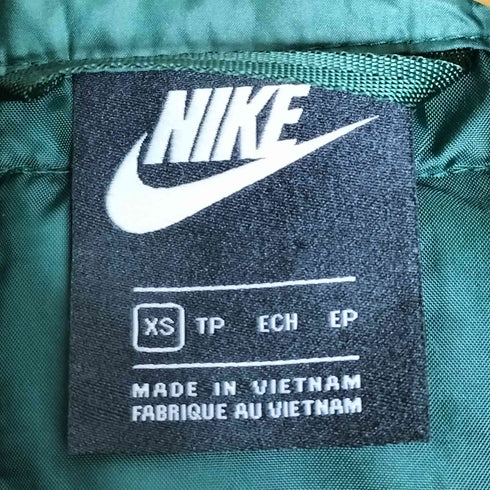 NIKE
XS TP ECH EP
MADE IN VIETNAM
FABRIQUE AU VIETNAM